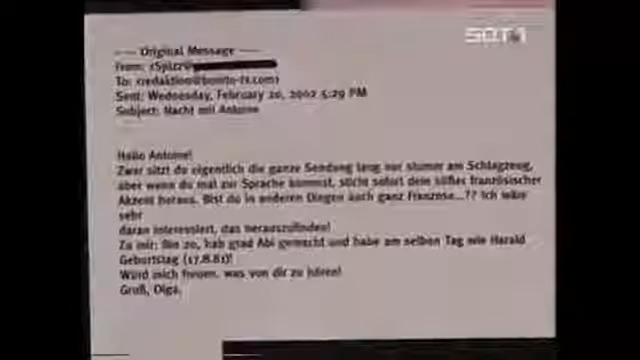 SAT.1
----- Original Message -----
From: <Spizz@
To: <redaktion@bonito-tv.com>
Sent: Wednesday, February 20, 2002 5:29 PM
Subject: Nacht mit Antoine
Hallo Antoine!
Zwar sitzt du eigentlich die ganze Sendung lang nur stumm am Schlagzeug,
aber wenn du mal zur Sprache kommst, sticht sofort dein süßer französischer
Akzent heraus. Bist du in anderen Dingen auch ganz Franzose...?? Ich wäre
sehr
daran interessiert, das herauszufinden!
Zu mir: Bin 20, hab grad Abi gemacht und habe am selben Tag wie Harald
Geburtstag (17.8.81)!
Würd mich freuen, was von dir zu hören!
Gruß, Olga.